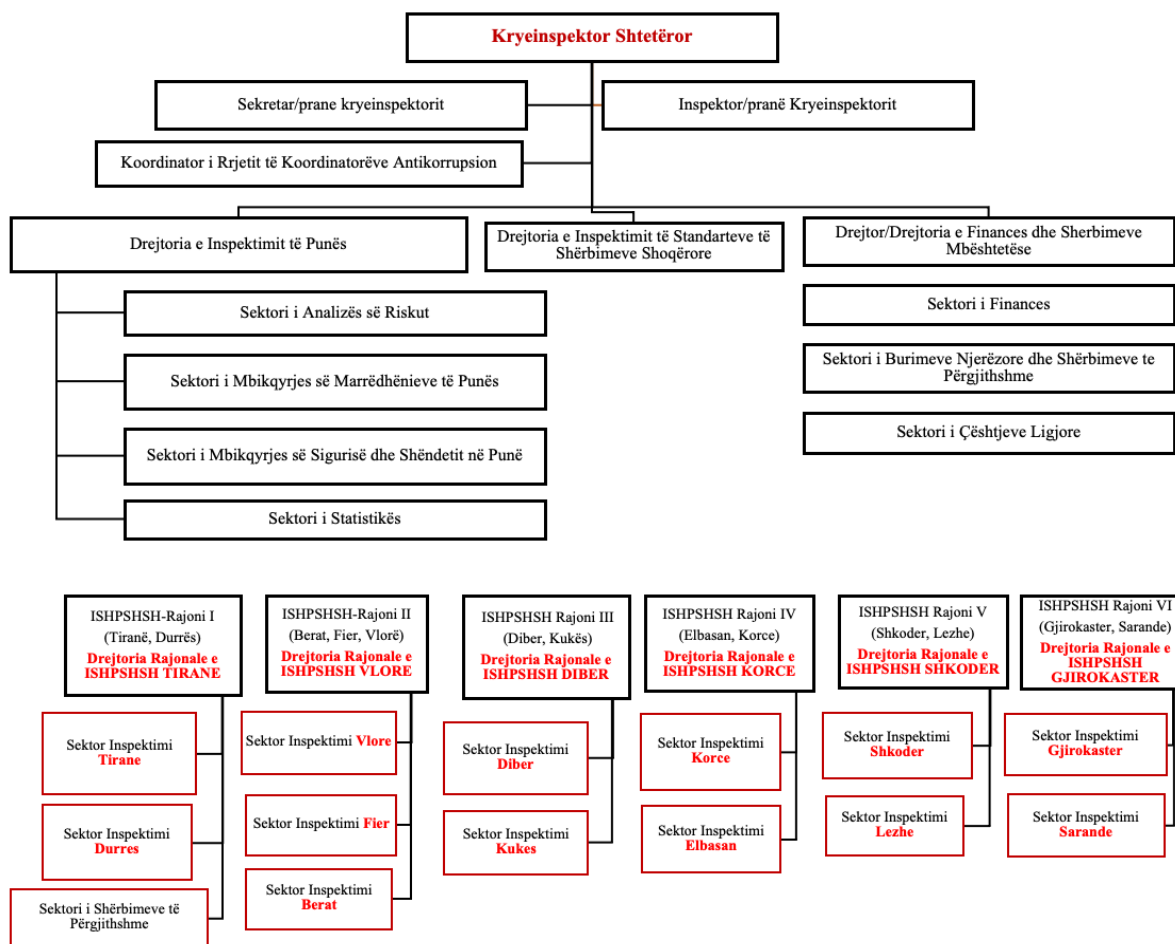 Kryeinspektor Shtetëror
Sekretar/prane kryeinspektorit
Inspektor/pranë Kryeinspektorit
Koordinator i Rrjetit të Koordinatorëve Antikorrupsion
Drejtoria e Inspektimit të Punës
Drejtoria e Inspektimit të Standarteve të
Shërbimeve Shoqërore
Drejtor/Drejtoria e Finances dhe Sherbimeve
Mbështetëse
Sektori i Analizës së Riskut
Sektori i Mbikqyrjes së Marrëdhënieve të Punës
Sektori i Mbikqyrjes së Sigurisë dhe Shëndetit në Punë
Sektori i Statistikës
Sektori i Finances
Sektori i Burimeve Njerëzore dhe Shërbimeve te
Përgjithshme
Sektori i Çështjeve Ligjore
ISHPSHSH-Rajoni I
(Tiranë, Durrës)
Drejtoria Rajonale e
ISHPSHSH TIRANE
Sektor Inspektimi
Tirane
Sektor Inspektimi
Durres
Sektori i Shërbimeve të
Përgjithshme
ISHPSHSH-Rajoni II
(Berat, Fier, Vlorë)
Drejtoria Rajonale e
ISHPSHSH VLORE
Sektor Inspektimi Vlore
Sektor Inspektimi Fier
Sektor Inspektimi
Berat
ISHPSHSH Rajoni III
(Diber, Kukës)
Drejtoria Rajonale e
ISHPSHSH DIBER
Sektor Inspektimi
Diber
Sektor Inspektimi
Kukes
ISHPSHSH Rajoni IV
(Elbasan, Korce)
Drejtoria Rajonale e
ISHPSHSH KORCE
Sektor Inspektimi
Korce
Sektor Inspektimi
Elbasan
ISHPSHSH Rajoni V
(Shkoder, Lezhe)
Drejtoria Rajonale e
ISHPSHSH SHKODER
Sektor Inspektimi
Shkoder
Sektor Inspektimi
Lezhe
ISHPSHSH Rajoni VI
(Gjirokaster, Sarande)
Drejtoria Rajonale e
ISHPSHSH
GJIROKASTER
Sektor Inspektimi
Gjirokaster
Sektor Inspektimi
Sarande